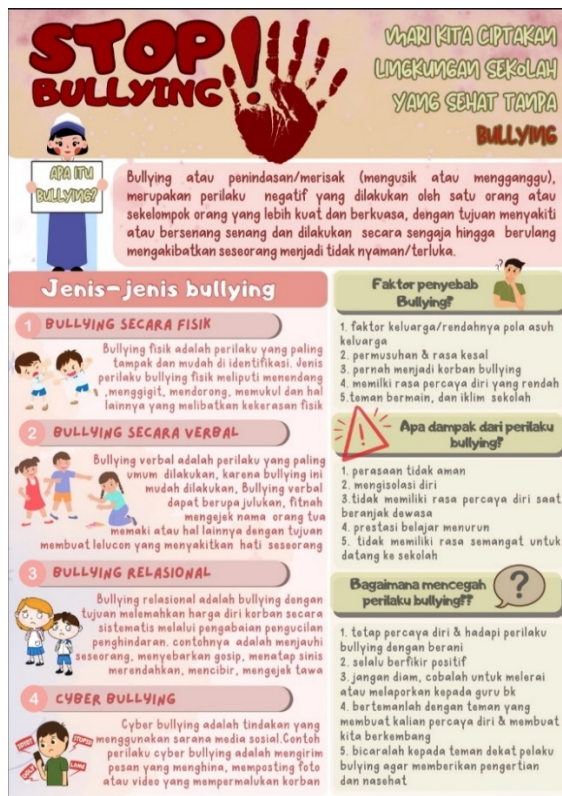 STOP
BULLYING!
MARI KITA CIPTAKAN
LINGKUNGAN SEKOLAH
YANG SEHAT TANPA
BULLYING
APA ITU
BULLYING?
Bullying atau penindasan/merisak (mengusik atau mengganggu),
merupakan perilaku negatif yang dilakukan oleh satu orang atau
sekelompok orang yang lebih kuat dan berkuasa, dengan tujuan menyakiti
atau bersenang senang dan dilakukan secara sengaja hingga berulang
mengakibatkan seseorang menjadi tidak nyaman/terluka.
Jenis-jenis bullying
1 BULLYING SECARA FISIK
Bullying fisik adalah perilaku yang paling
tampak dan mudah di identifikasi. Jenis
perilaku bullying fisik meliputi menendang
,menggigit, mendorong, memukul dan hal
lainnya yang melibatkan kekerasan fisik
2 BULLYING SECARA VERBAL
Bullying verbal adalah perilaku yang paling
umum dilakukan, karena bullying ini
mudah dilakukan, Bullying verbal
dapat berupa julukan, fitnah
mengejek nama orang tua
memaki atau hal lainnya dengan tujuan
membuat lelucon yang menyakitkan hati seseorang
3 BULLYING RELASIONAL
Bullying relasional adalah bullying dengan
tujuan melemahkan harga diri korban secara
sistematis melalui pengabaian pengucilan
penghindaran. contohnya adalah menjauhi
seseorang, menyebarkan gosip, menatap sinis
merendahkan, mencibir, mengejek tawa
4 CYBER BULLYING
STUPID
Cyber bullying adalah tindakan yang
menggunakan sarana media sosial.Contoh
perilaku cyber bullying adalah mengirim
pesan yang menghina, memposting foto
atau video yang mempermalukan korban
Faktor penyebab
Bullying?
1. faktor keluarga/rendahnya pola asuh
keluarga
2. permusuhan & rasa kesal
3. pernah menjadi korban bullying
4. memilki rasa percaya diri yang rendah
5.teman bermain, dan iklim sekolah
Apa dampak dari perilaku
bullying?
1. perasaan tidak aman
2. mengisolasi diri
3.tidak memiliki rasa percaya diri saat
beranjak dewasa
4. prestasi belajar menurun
5. tidak memiliki rasa semangat untuk
datang ke sekolah
Bagaimana mencegah
perilaku bullying??
?
1. tetap percaya diri & hadapi perilaku
bullying dengan berani
2. selalu berfikir positif
3. jangan diam, cobalah untuk melerai
atau melaporkan kepada guru bk
4. bertemanlah dengan teman yang
membuat kalian percaya diri & membuat
kita berkembang
5. bicaralah kepada teman dekat pelaku
bullying agar memberikan pengertian
dan nasehat